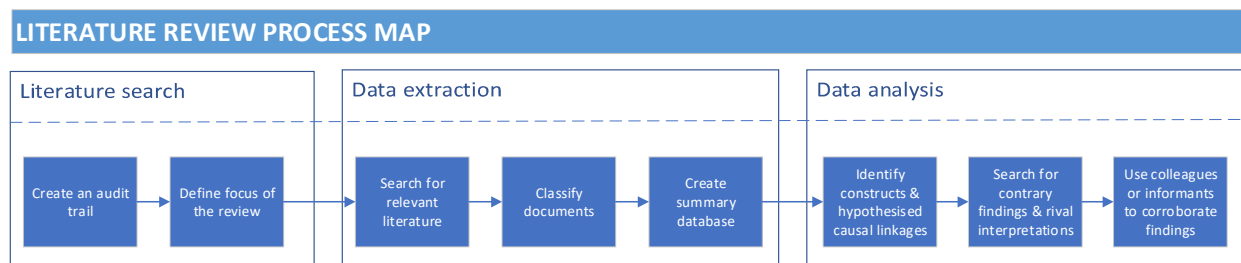 LITERATURE REVIEW PROCESS MAP
Literature search
Data extraction
Data analysis
Create an audit
trail
Define focus of
the review
Search for
relevant
literature
Classify
documents
Create
summary
database
Identify
constructs &
hypothesised
causal linkages
Search for
contrary
findings & rival
interpretations
Use colleagues
or informants
to corroborate
findings